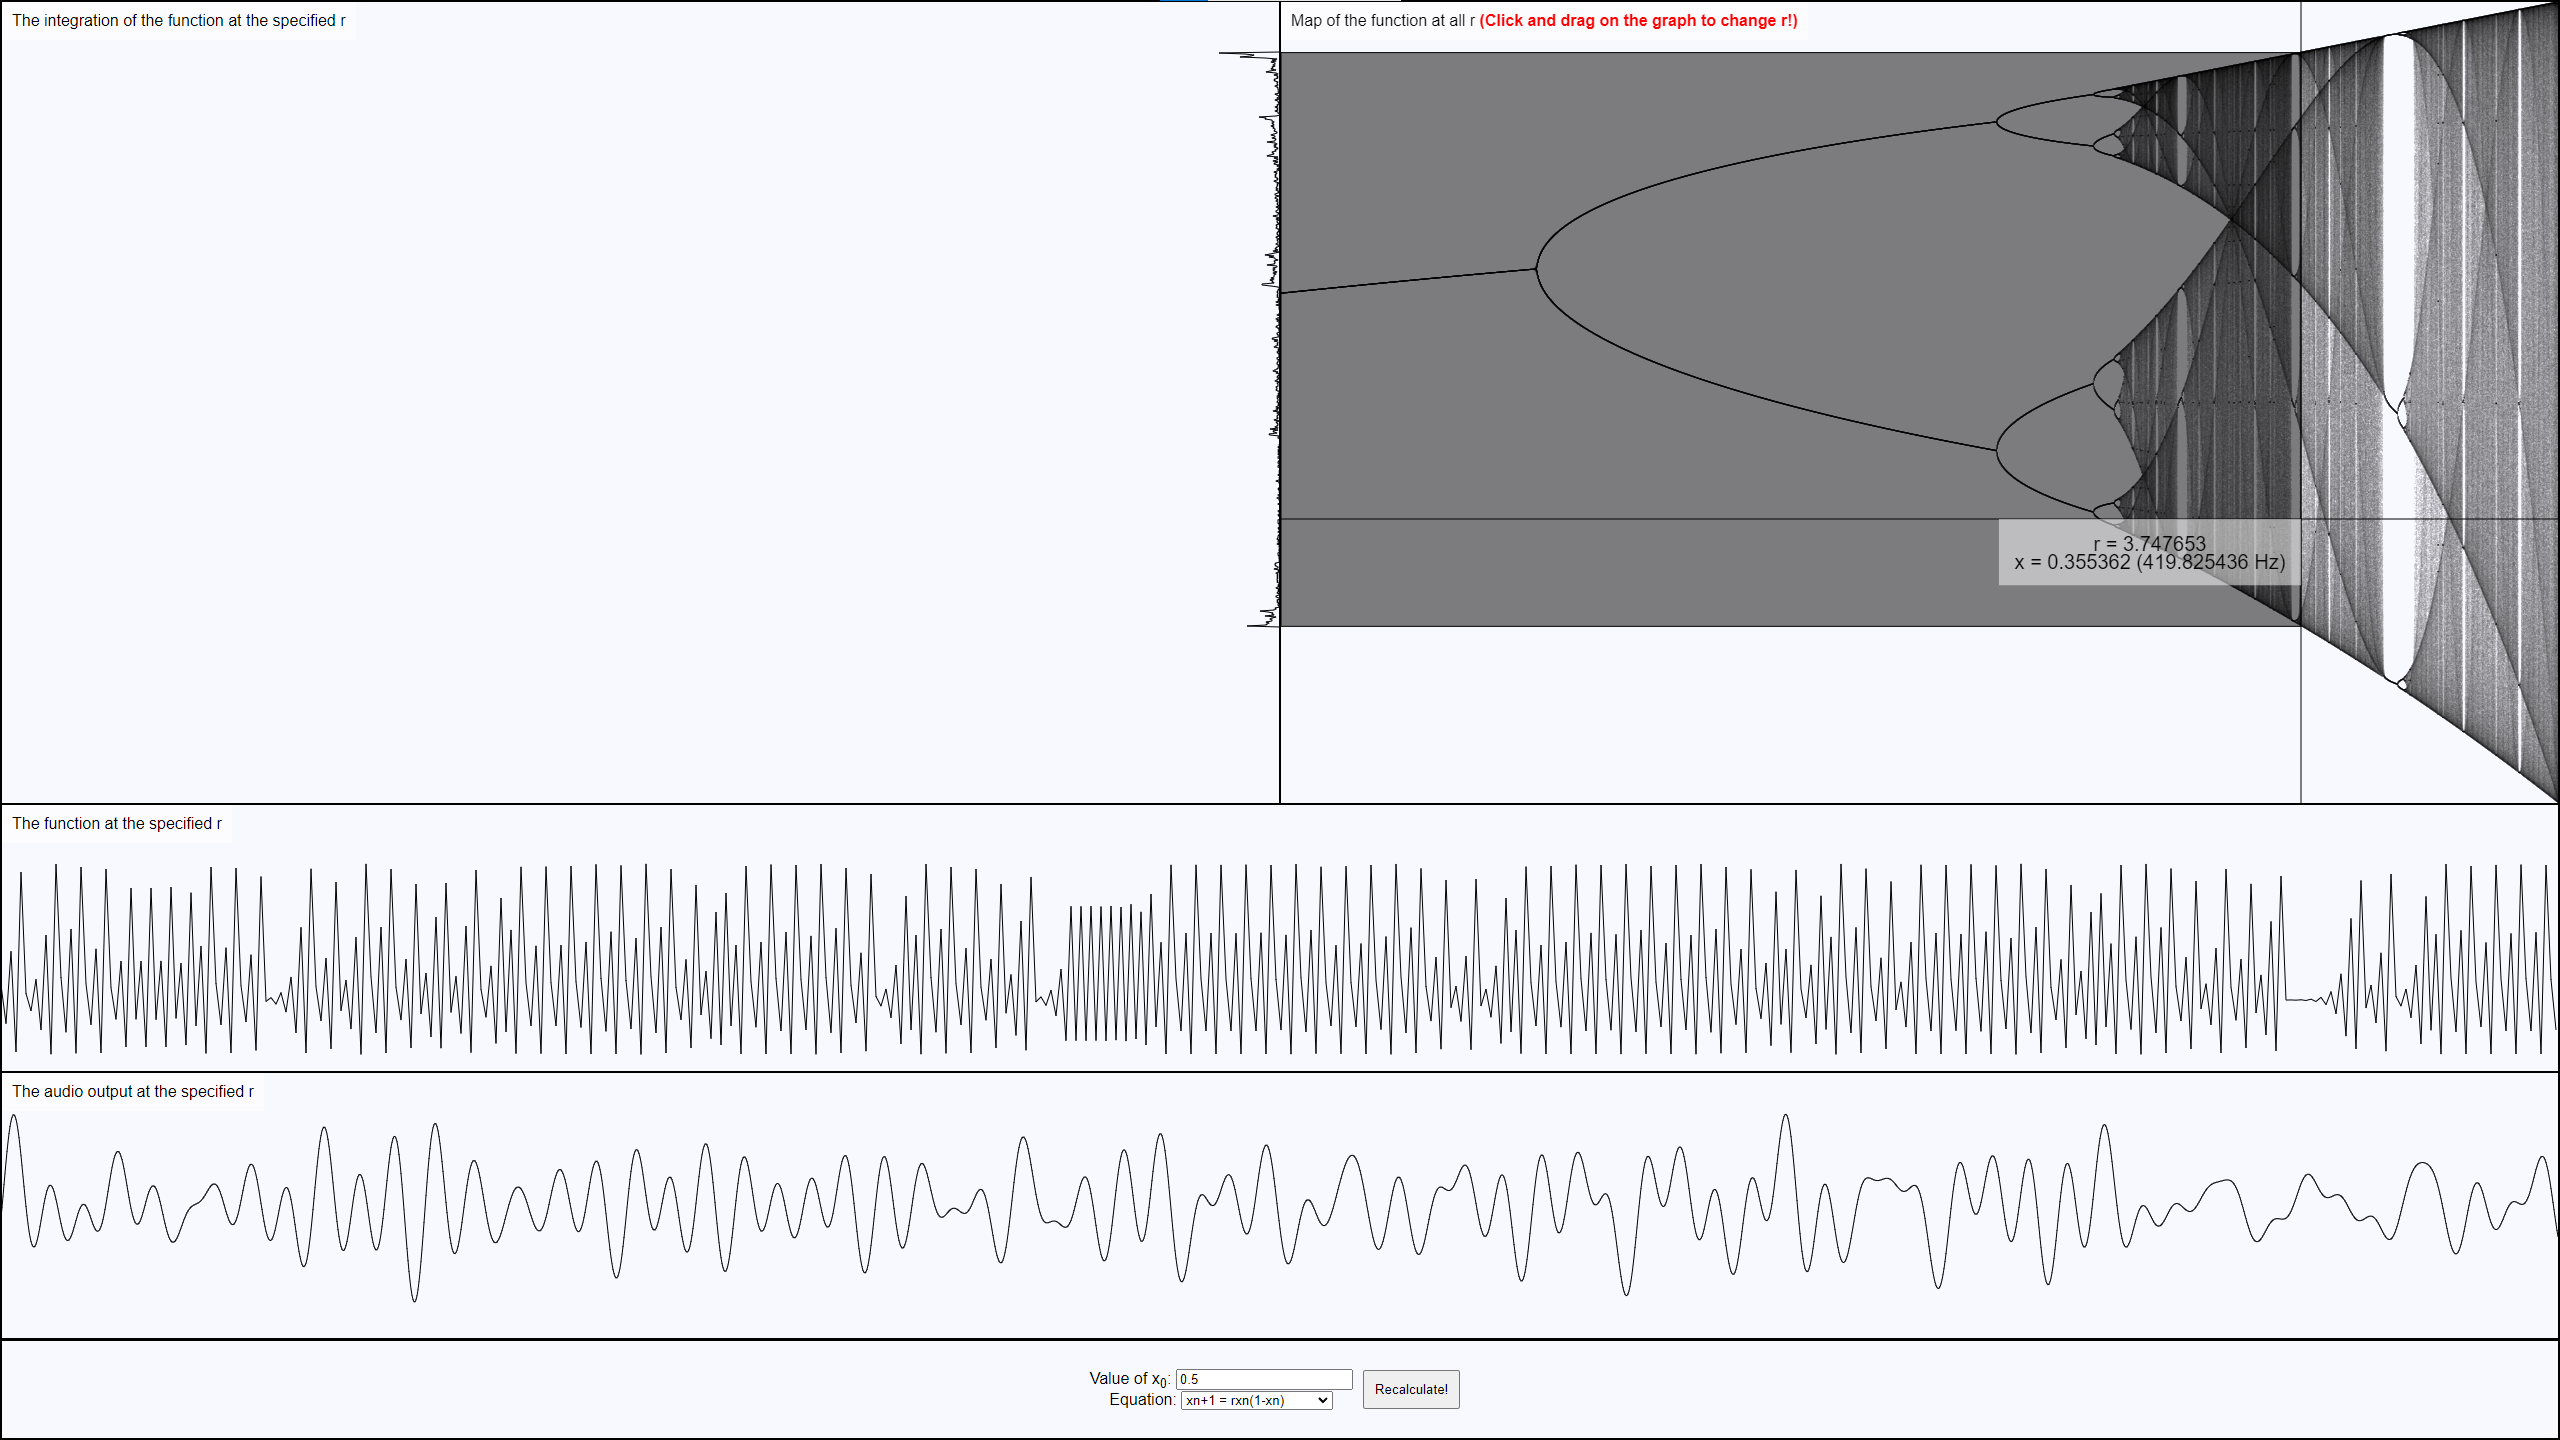 The integration of the function at the specified r
Map of the function at all r (Click and drag on the graph to change r!)
r = 3.747653
x = 0.355362 (419.825436 Hz)
The function at the specified r
The audio output at the specified r
Value of x0: 0.5
Equation: xn+1 = rxn(1-xn)
Recalculate!